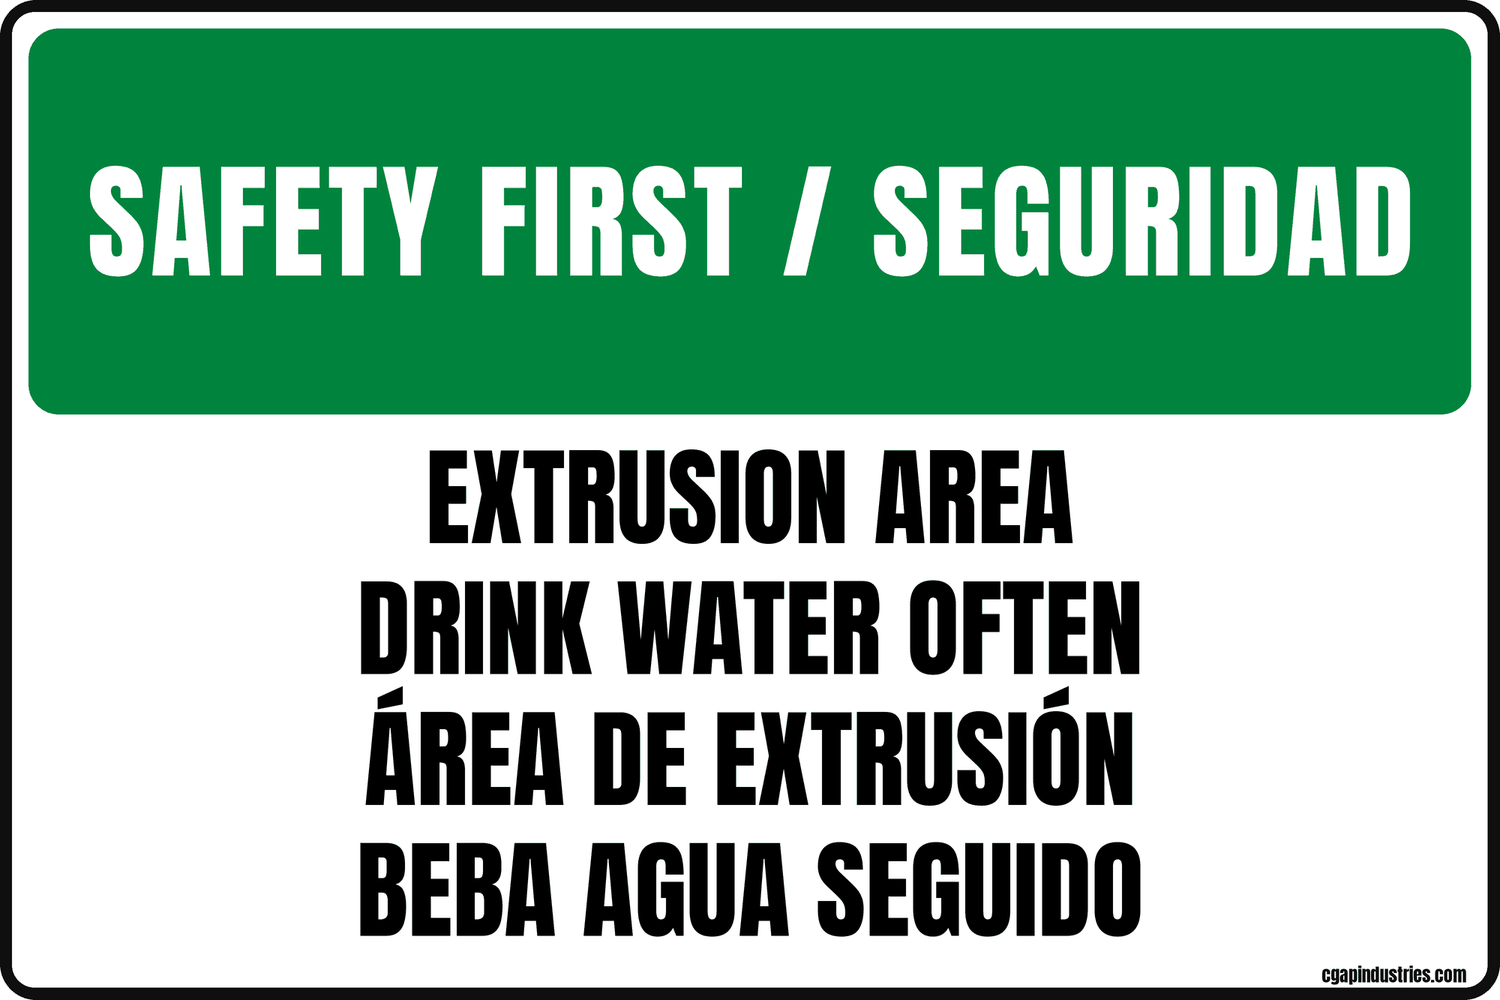 SAFETY FIRST / SEGURIDAD
EXTRUSION AREA
DRINK WATER OFTEN
ÁREA DE EXTRUSIÓN
BEBA AGUA SEGUIDO
cgapindustries.com